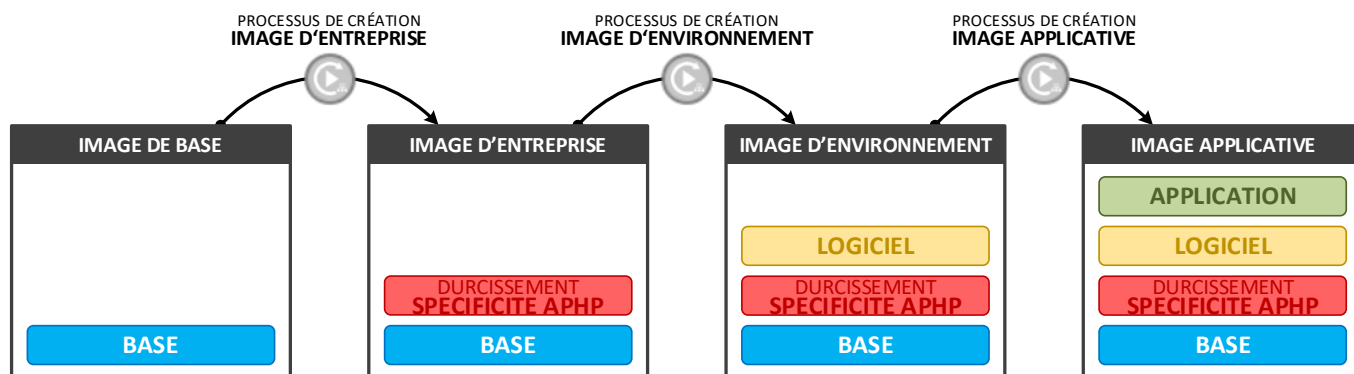 PROCESSUS DE CRÉATION
IMAGE D‘ENTREPRISE
PROCESSUS DE CRÉATION
IMAGE D‘ENVIRONNEMENT
PROCESSUS DE CRÉATION
IMAGE APPLICATIVE
IMAGE DE BASE
BASE
IMAGE D’ENTREPRISE
DURCISSEMENT
SPECIFICITE APHP
BASE
IMAGE D’ENVIRONNEMENT
LOGICIEL
DURCISSEMENT
SPECIFICITE APHP
BASE
IMAGE APPLICATIVE
APPLICATION
LOGICIEL
DURCISSEMENT
SPECIFICITE APHP
BASE